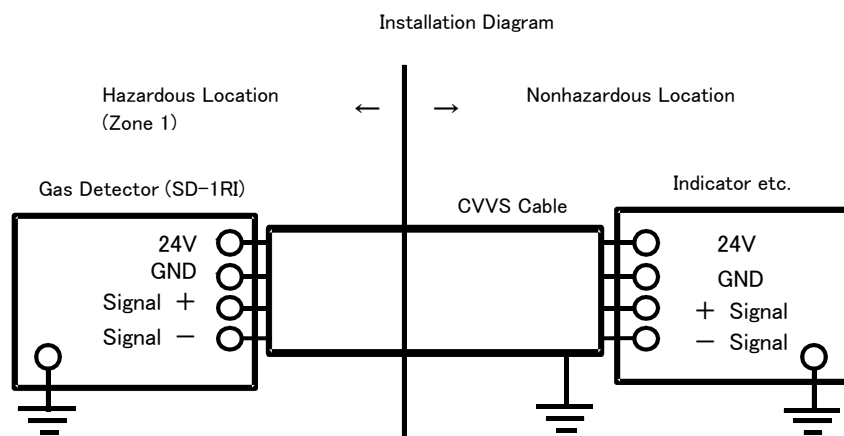 Installation Diagram
Hazardous Location
(Zone 1)
← →
Nonhazardous Location
Gas Detector (SD-1RI)
CVVS Cable
Indicator etc.
24V
GND
Signal +
Signal −
24V
GND
+ Signal
− Signal